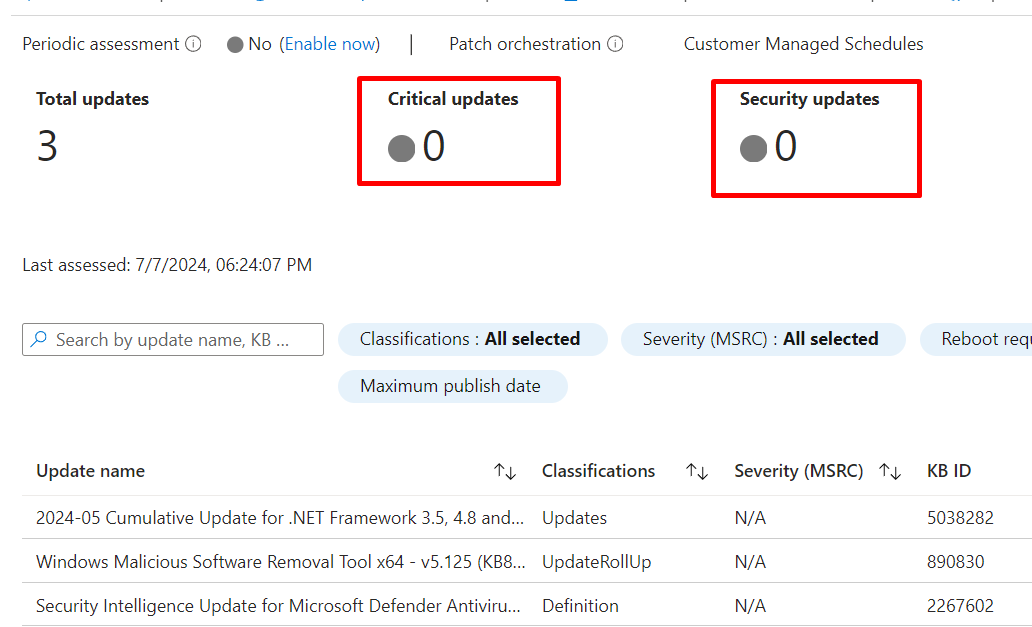 Periodic assessment No (Enable now) | Patch orchestration Customer Managed Schedules
Total updates Critical updates Security updates
3 0 0
Last assessed: 7/7/2024, 06:24:07 PM
Search by update name, KB ... Classifications : All selected Severity (MSRC) : All selected Reboot
Maximum publish date
Update name Classifications Severity (MSRC) KB ID
2024-05 Cumulative Update for .NET Framework 3.5, 4.8 and... Updates N/A 5038282
Windows Malicious Software Removal Tool x64 - v5.125 (KB8... UpdateRollUp N/A 890830
Security Intelligence Update for Microsoft Defender Antiviru... Definition N/A 2267602